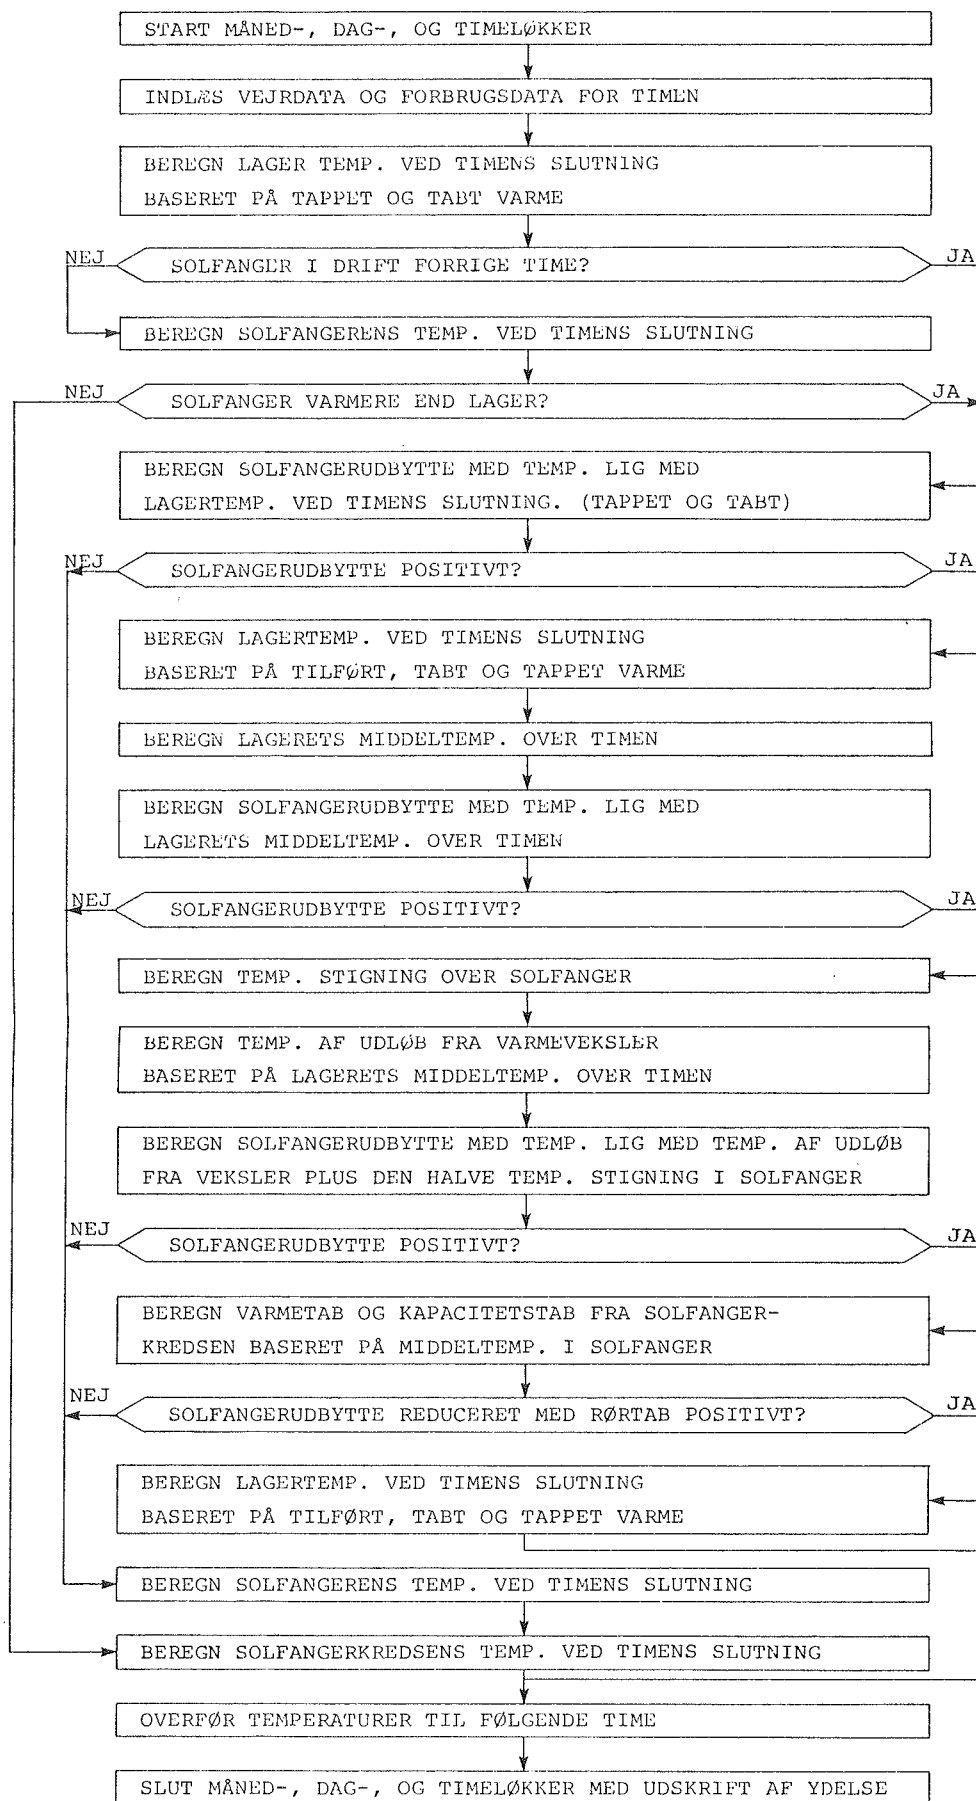 START MÅNED-, DAG-, OG TIMELØKKER
INDLÆS VEJRDATA OG FORBRUGSDATA FOR TIMEN
BEREGN LAGER TEMP. VED TIMENS SLUTNING
BASERET PÅ TAPPET OG TABT VARME
NEJ
SOLFANGER I DRIFT FORRIGE TIME?
JA
BEREGN SOLFANGERENS TEMP. VED TIMENS SLUTNING
NEJ
SOLFANGER VARMERE END LAGER?
JA
BEREGN SOLFANGERUDBYTTE MED TEMP. LIG MED
LAGERTEMP. VED TIMENS SLUTNING. (TAPPET OG TABT)
NEJ
SOLFANGERUDBYTTE POSITIVT?
JA
BEREGN LAGERTEMP. VED TIMENS SLUTNING
BASERET PÅ TILFØRT, TABT OG TAPPET VARME
BEREGN LAGERETS MIDDELTEMP. OVER TIMEN
BEREGN SOLFANGERUDBYTTE MED TEMP. LIG MED
LAGERETS MIDDELTEMP. OVER TIMEN
NEJ
SOLFANGERUDBYTTE POSITIVT?
JA
BEREGN TEMP. STIGNING OVER SOLFANGER
BEREGN TEMP. AF UDLØB FRA VARMEVEKSLER
BASERET PÅ LAGERETS MIDDELTEMP. OVER TIMEN
BEREGN SOLFANGERUDBYTTE MED TEMP. LIG MED TEMP. AF UDLØB
FRA VEKSLER PLUS DEN HALVE TEMP. STIGNING I SOLFANGER
NEJ
SOLFANGERUDBYTTE POSITIVT?
JA
BEREGN VARMETAB OG KAPACITETSTAB FRA SOLFANGER-
KREDSEN BASERET PÅ MIDDELTEMP. I SOLFANGER
NEJ
SOLFANGERUDBYTTE REDUCERET MED RØRTAB POSITIVT?
JA
BEREGN LAGERTEMP. VED TIMENS SLUTNING
BASERET PÅ TILFØRT, TABT OG TAPPET VARME
BEREGN SOLFANGERENS TEMP. VED TIMENS SLUTNING
BEREGN SOLFANGERKREDSENS TEMP. VED TIMENS SLUTNING
OVERFØR TEMPERATURER TIL FØLGENDE TIME
SLUT MÅNED-, DAG-, OG TIMELØKKER MED UDSKRIFT AF YDELSE